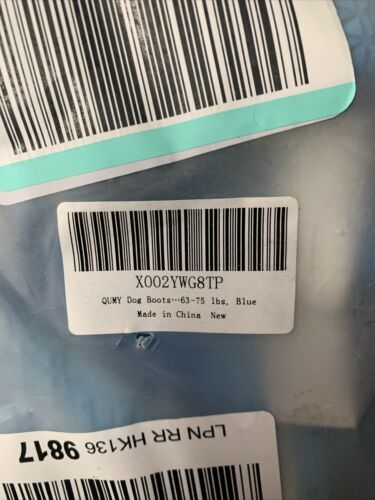 X002YWG8TP
QUMY Dog Boots…63-75 lbs, Blue
Made in China New
LPN RR HK136 9817